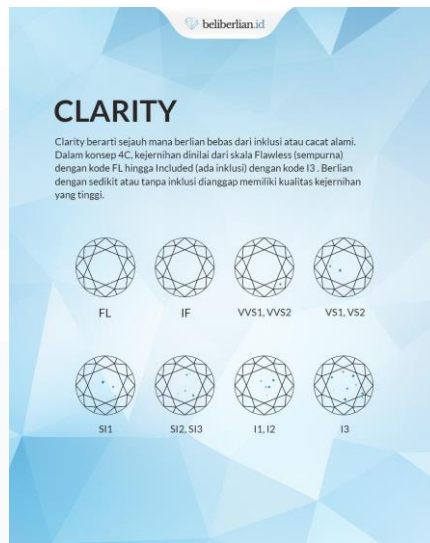 beliberlian.id
CLARITY
Clarity berarti sejauh mana berlian bebas dari inklusi atau cacat alami.
Dalam konsep 4C, kejernihan dinilai dari skala Flawless (sempurna)
dengan kode FL hingga Included (ada inklusi) dengan kode I3 . Berlian
dengan sedikit atau tanpa inklusi dianggap memiliki kualitas kejernihan
yang tinggi.
FL IF VVS1, VVS2 VS1, VS2
SI1 SI2, SI3 I1, I2 I3